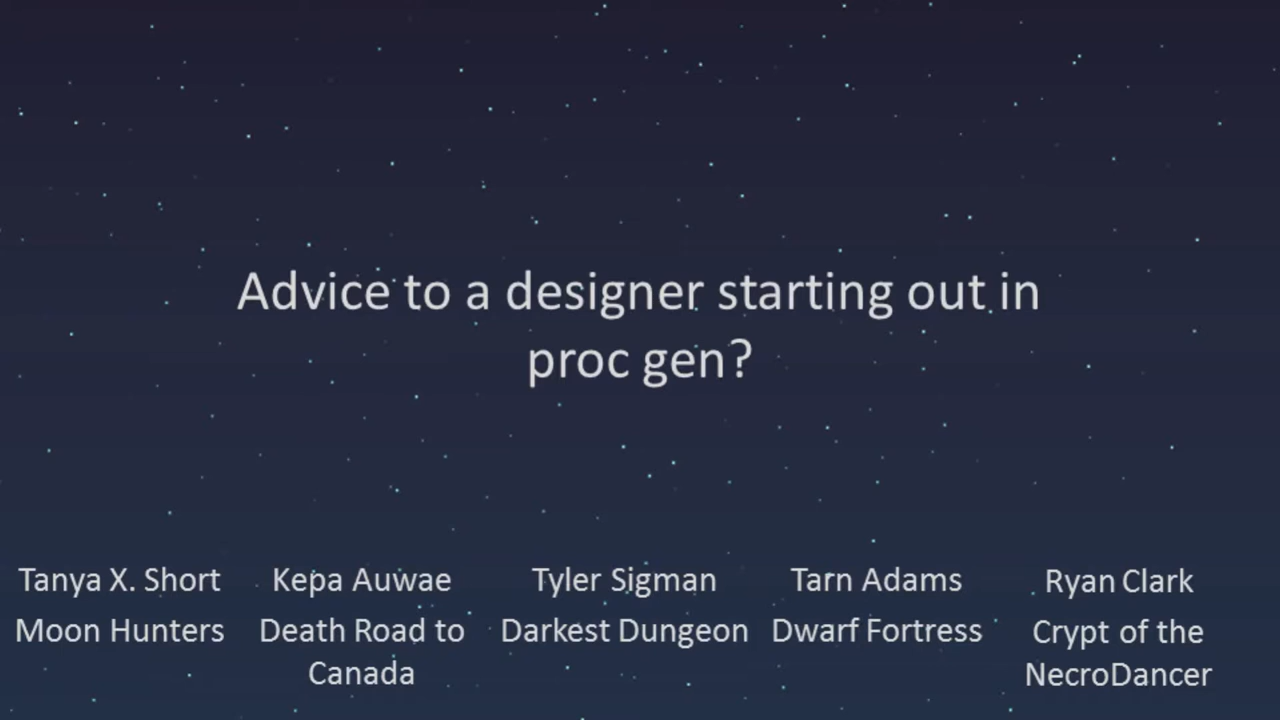 Advice to a designer starting out in
proc gen?
Tanya X. Short
Moon Hunters
Kepa Auwae
Death Road to
Canada
Tyler Sigman
Darkest Dungeon
Tarn Adams
Dwarf Fortress
Ryan Clark
Crypt of the
NecroDancer